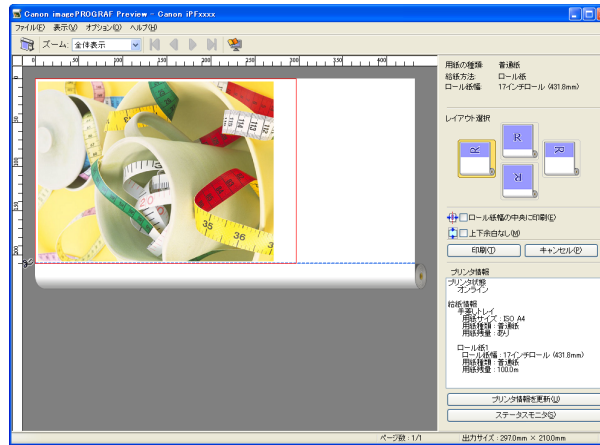 Canon imagePROGRAF Preview - Canon iPFxxxx
ファイル(F) 表示(V) オプション(O) ヘルプ(H)
ズーム: 全体表示
0 50 100 150 200 250 300 350 400
用紙の種類 普通紙
給紙方法 ロール紙
ロール紙幅 17インチロール (431.8mm)
レイアウト選択
ロール紙幅の中央に印刷(E)
上下余白なし(M)
印刷(T) キャンセル(P)
プリンタ情報
プリンタ状態
オンライン
給紙情報
手差しトレイ
用紙サイズ : ISO A4
用紙種類 : 普通紙
用紙残量 : あり
ロール紙1
ロール紙幅 : 17インチロール (431.8mm)
用紙種類 : 普通紙
用紙残量 : 100.0m
プリンタ情報を更新(U)
ステータスモニタ(S)
ページ数 : 1/1 出力サイズ : 297.0mm × 210.0mm